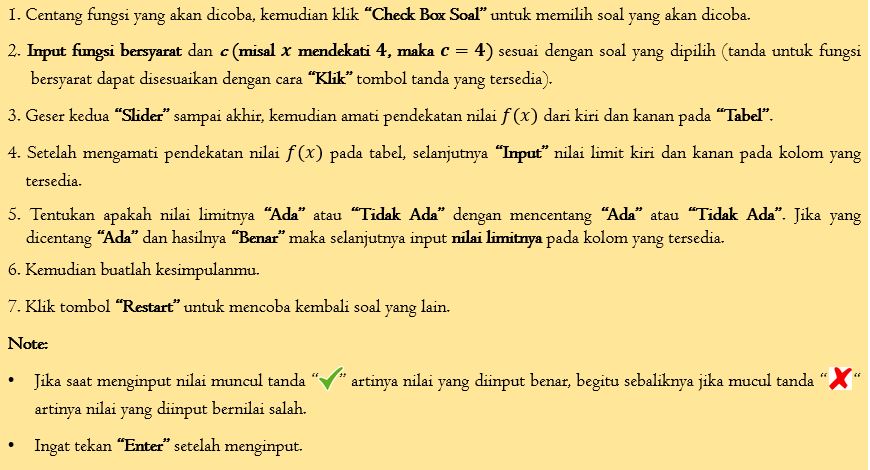 1. Centang fungsi yang akan dicoba, kemudian klik “Check Box Soal” untuk memilih soal yang akan dicoba.
2. Input fungsi bersyarat dan c (misal x mendekati 4, maka c = 4) sesuai dengan soal yang dipilih (tanda untuk fungsi
bersyarat dapat disesuaikan dengan cara “Klik” tombol tanda yang tersedia).
3. Geser kedua “Slider” sampai akhir, kemudian amati pendekatan nilai f(x) dari kiri dan kanan pada “Tabel”.
4. Setelah mengamati pendekatan nilai f(x) pada tabel, selanjutnya “Input” nilai limit kiri dan kanan pada kolom yang
tersedia.
5. Tentukan apakah nilai limitnya “Ada” atau “Tidak Ada” dengan mencentang “Ada” atau “Tidak Ada”. Jika yang
dicentang “Ada” dan hasilnya “Benar” maka selanjutnya input nilai limitnya pada kolom yang tersedia.
6. Kemudian buatlah kesimpulanmu.
7. Klik tombol “Restart” untuk mencoba kembali soal yang lain.
Note:
• Jika saat menginput nilai muncul tanda “✓” artinya nilai yang diinput benar, begitu sebaliknya jika mucul tanda “✗“
artinya nilai yang diinput bernilai salah.
• Ingat tekan “Enter” setelah menginput.